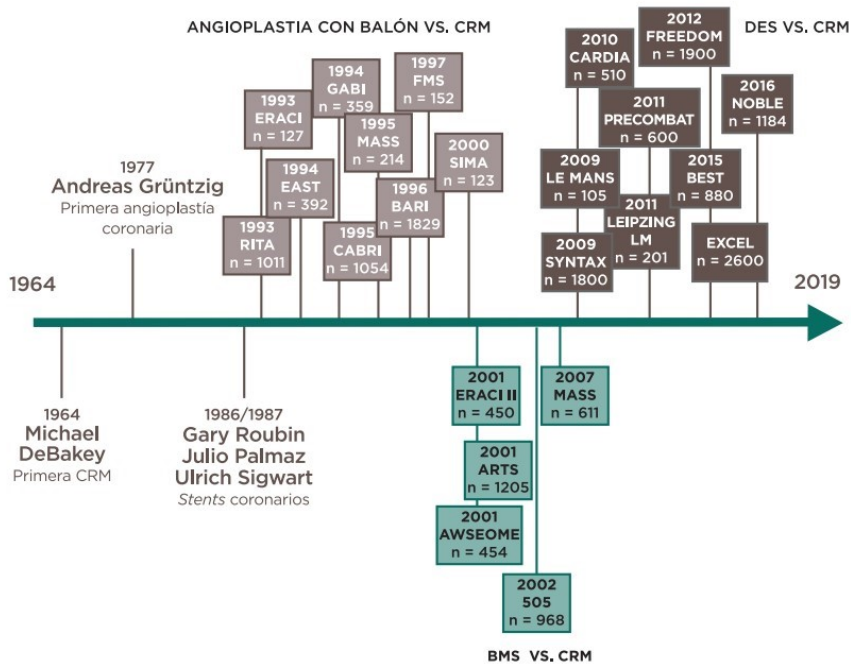 ANGIOPLASTIA CON BALÓN VS. CRM
DES VS. CRM
1993
ERACI
n = 127
1994
GABI
n = 359
1997
FMS
n = 152
1995
MASS
n = 214
1994
EAST
n = 392
1993
RITA
n = 1011
1995
CABRI
n = 1054
1996
BARI
n = 1829
2000
SIMA
n = 123
2010
CARDIA
n = 510
2012
FREEDOM
n = 1900
2011
PRECOMBAT
n = 600
2016
NOBLE
n = 1184
2009
LE MANS
n = 105
2015
BEST
n = 880
2011
LEIPZING
LM
n = 201
2009
SYNTAX
n = 1800
EXCEL
n = 2600
1977
Andreas Grüntzig
Primera angioplastía
coronaria
1964
2019
1964
Michael
DeBakey
Primera CRM
1986/1987
Gary Roubin
Julio Palmaz
Ulrich Sigwart
Stents coronarios
2001
ERACI II
n = 450
2007
MASS
n = 611
2001
ARTS
n = 1205
2001
AWSEOME
n = 454
2002
505
n = 968
BMS VS. CRM